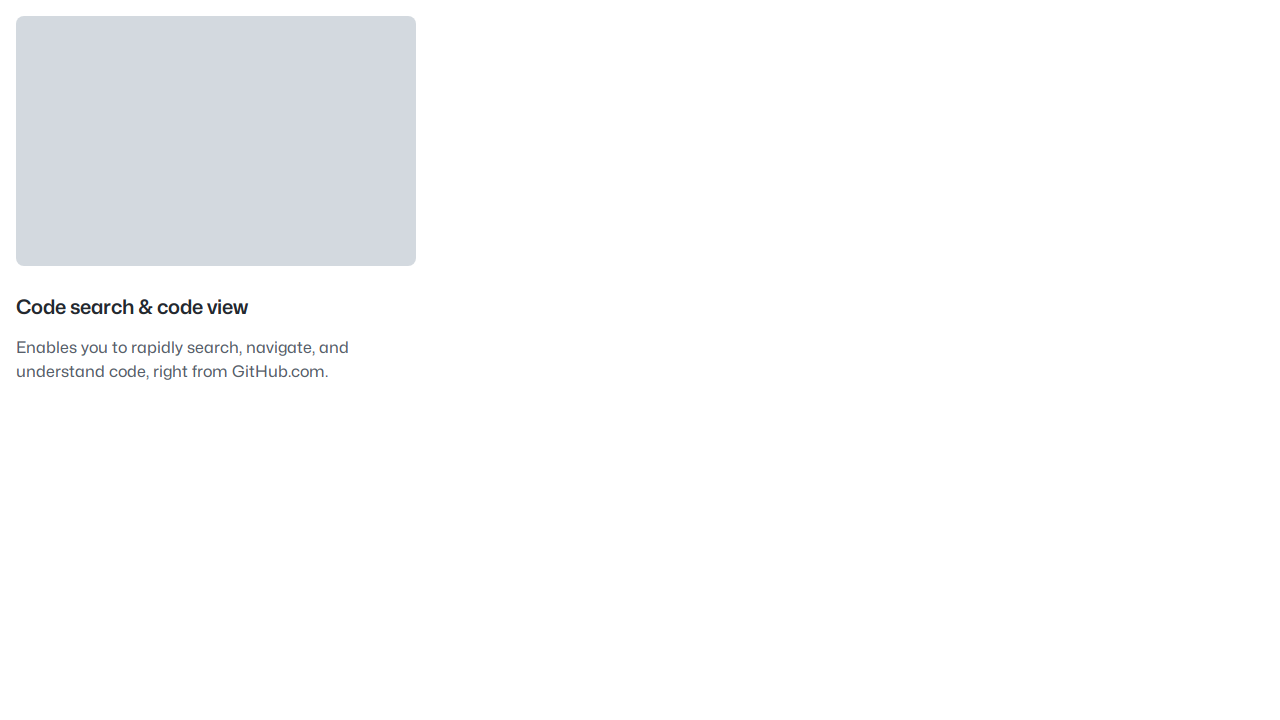 Code search & code view
Enables you to rapidly search, navigate, and
understand code, right from GitHub.com.